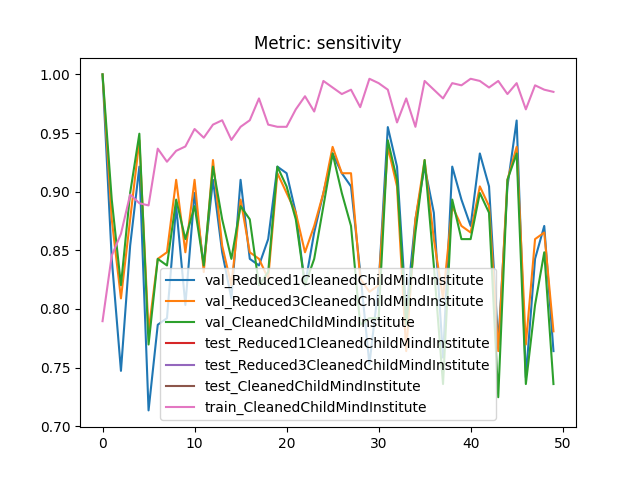 Metric: sensitivity
1.00
0.95
0.90
0.85
0.80
0.75
0.70
val_Reduced1CleanedChildMindInstitute
val_Reduced3CleanedChildMindInstitute
val_CleanedChildMindInstitute
test_Reduced1CleanedChildMindInstitute
test_Reduced3CleanedChildMindInstitute
test_CleanedChildMindInstitute
train_CleanedChildMindInstitute
0 10 20 30 40 50